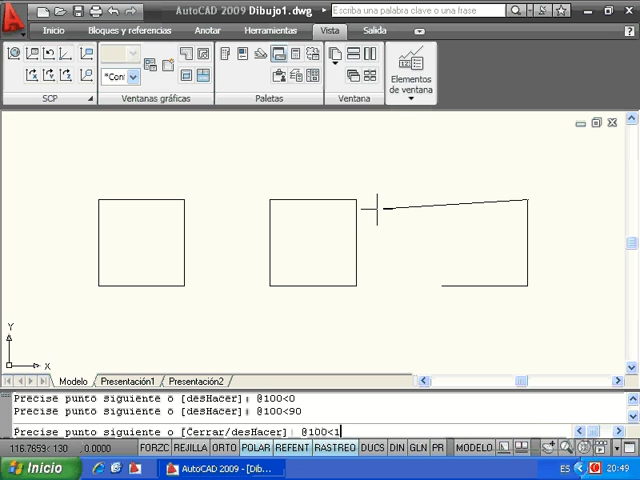 AutoCAD 2009 Dibujo1.dwg
Escriba una palabra clave o una frase
Inicio Bloques y referencias Anotar Herramientas Vista Salida
*Con
Elementos
de ventana
SCP Ventanas gráficas Paletas Ventana
Y
X
Modelo Presentación1 Presentación2
Precise punto siguiente o [desHacer]: @100<0
Precise punto siguiente o [desHacer]: @100<90
Precise punto siguiente o [Cerrar/desHacer]: @100<1
116.7659< 130 , 0.0000 FORZC REJILLA ORTO POLAR REFENT RASTREO DUCS DIN GLN PR MODELO
Inicio AutoCAD 2009 - [Dib... ES 20:49